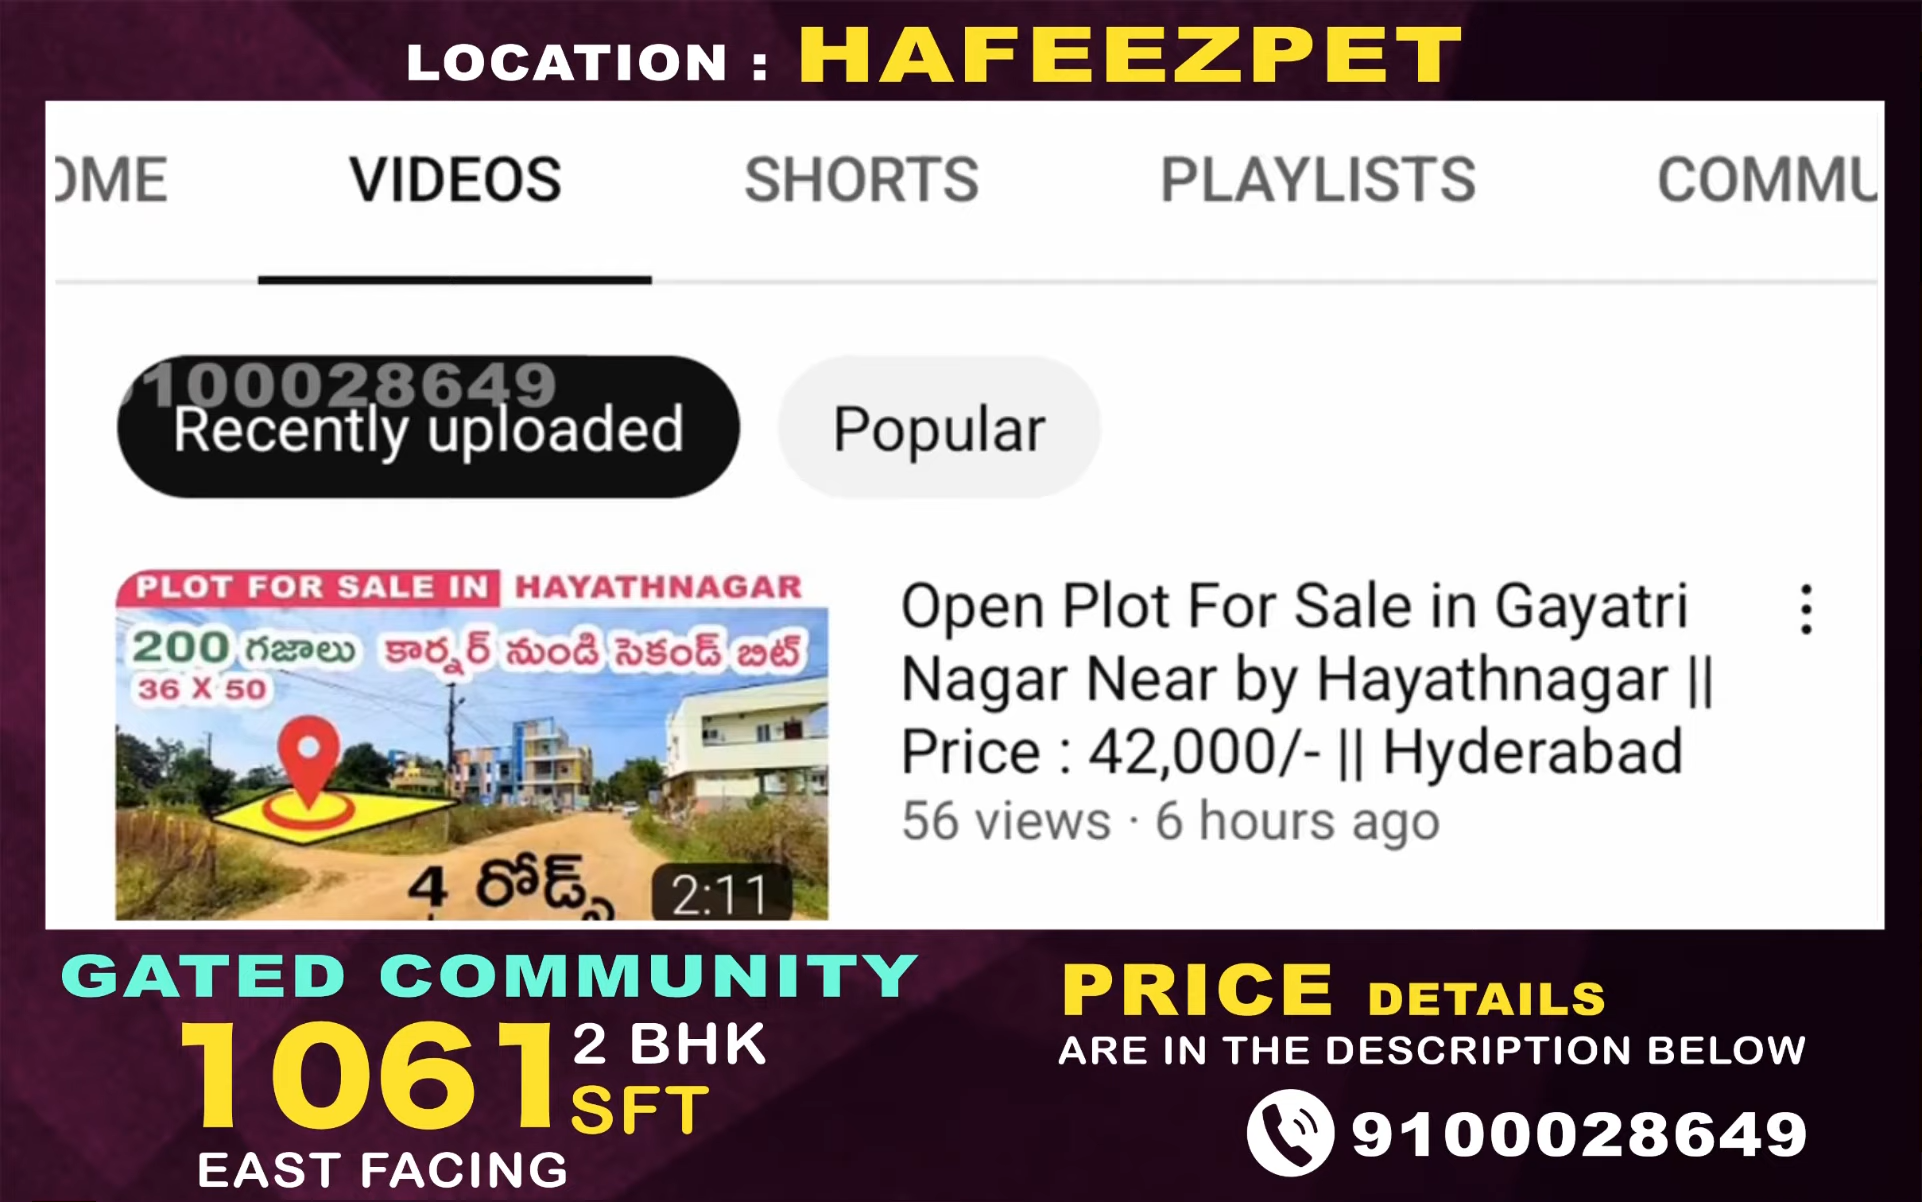 LOCATION : HAFEEZPET
OME VIDEOS SHORTS PLAYLISTS COMMU
9100028649
Recently uploaded Popular
PLOT FOR SALE IN HAYATHNAGAR
200 గజాలు కార్నర్ నుండి సెకండ్ బిట్
36 X 50
4 రోడ్స్
2:11
Open Plot For Sale in Gayatri
Nagar Near by Hayathnagar ||
Price : 42,000/- || Hyderabad
56 views · 6 hours ago
GATED COMMUNITY
1061 2 BHK
SFT
EAST FACING
PRICE DETAILS
ARE IN THE DESCRIPTION BELOW
9100028649